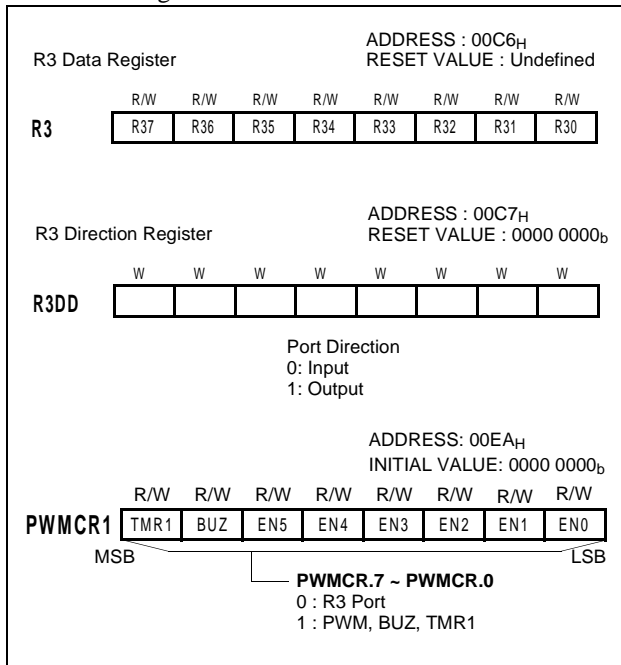 R3 Data Register
ADDRESS : 00C6H
RESET VALUE : Undefined
R/W R/W R/W R/W R/W R/W R/W R/W
R3 R37 R36 R35 R34 R33 R32 R31 R30
R3 Direction Register
ADDRESS : 00C7H
RESET VALUE : 0000 0000b
W W W W W W W W
R3DD
Port Direction
0: Input
1: Output
ADDRESS: 00EAH
INITIAL VALUE: 0000 0000b
R/W R/W R/W R/W R/W R/W R/W R/W
PWMCR1 TMR1 BUZ EN5 EN4 EN3 EN2 EN1 EN0
MSB LSB
PWMCR.7 ~ PWMCR.0
0 : R3 Port
1 : PWM, BUZ, TMR1